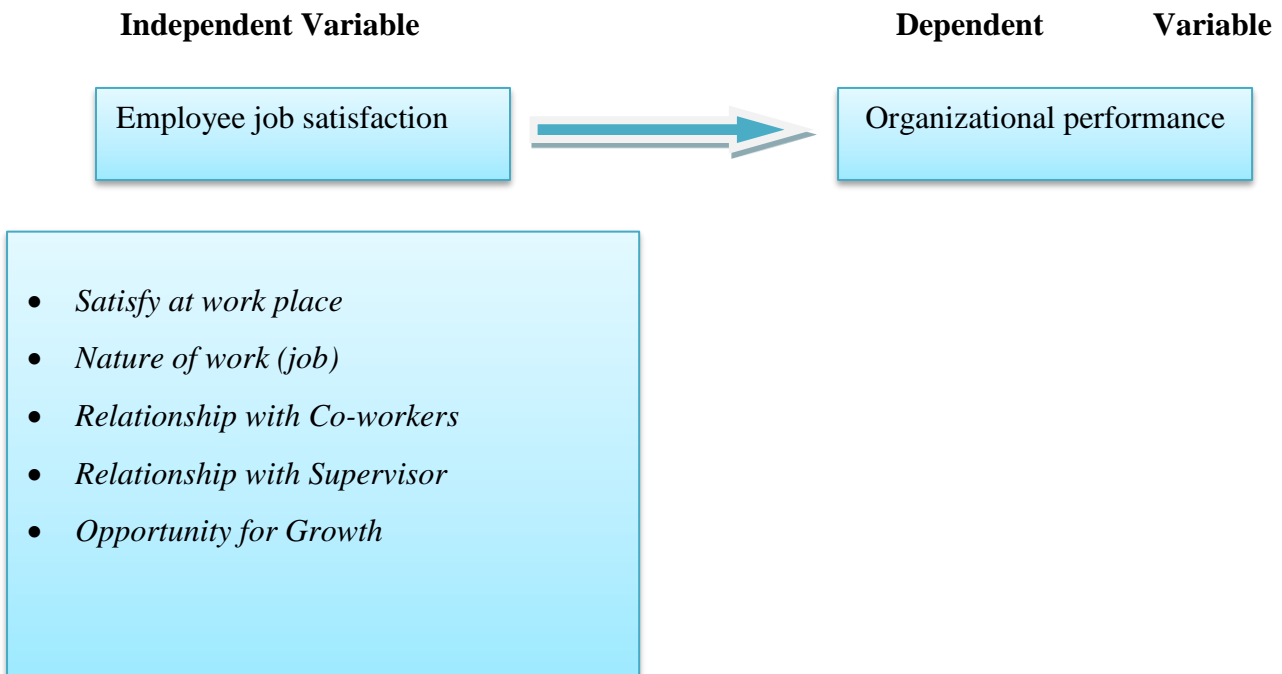 Independent Variable Dependent Variable
Employee job satisfaction
Organizational performance
• Satisfy at work place
• Nature of work (job)
• Relationship with Co-workers
• Relationship with Supervisor
• Opportunity for Growth